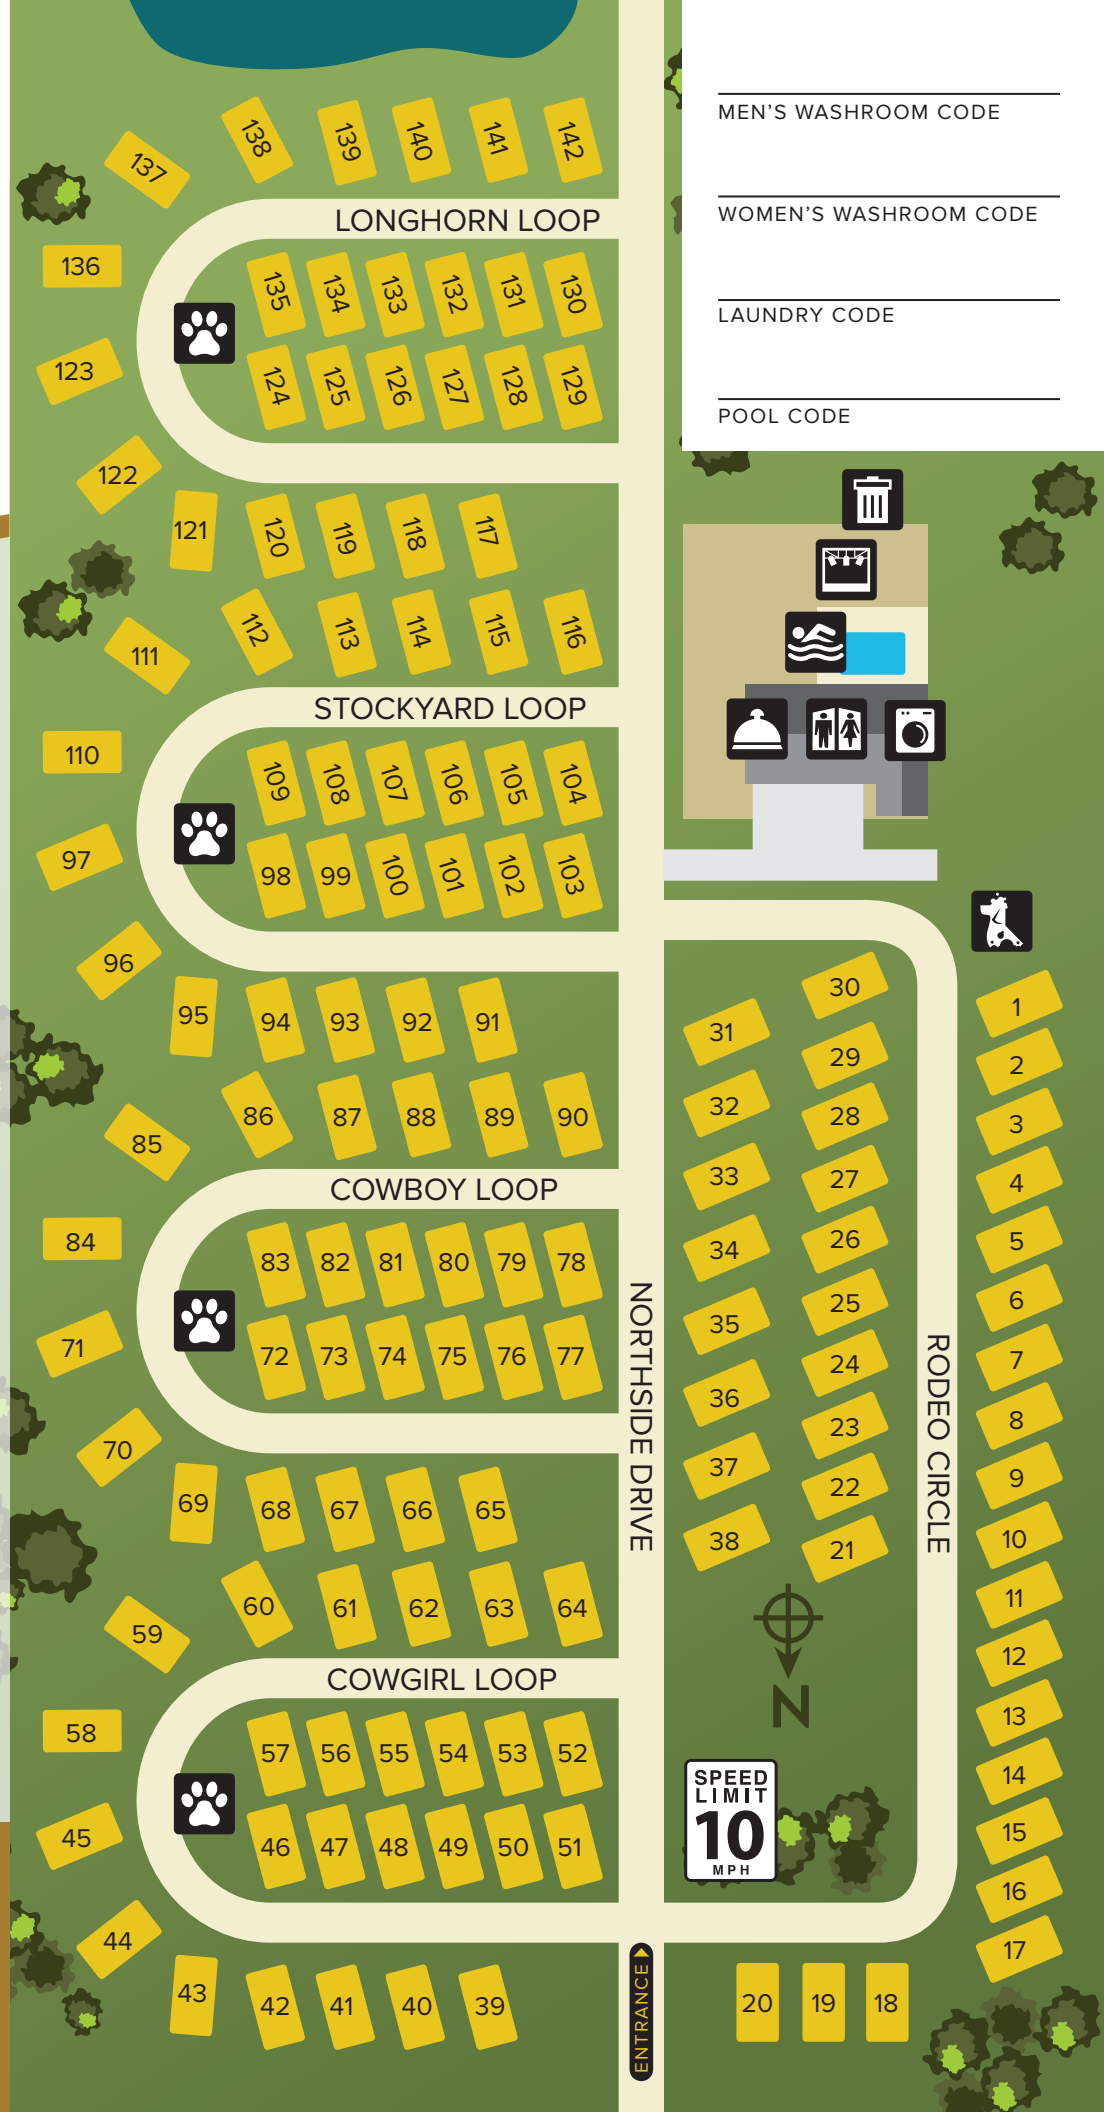 MEN'S WASHROOM CODE
WOMEN'S WASHROOM CODE
LAUNDRY CODE
POOL CODE
138 139 140 141 142
137
LONGHORN LOOP
136
135 134 133 132 131 130
123
124 125 126 127 128 129
122
121 120 119 118 117
112 113 114 115 116
111
STOCKYARD LOOP
110
109 108 107 106 105 104
97
98 99 100 101 102 103
96
95 94 93 92 91
86 87 88 89 90
85
COWBOY LOOP
84
83 82 81 80 79 78
71
72 73 74 75 76 77
70
69 68 67 66 65
60 61 62 63 64
59
COWGIRL LOOP
58
57 56 55 54 53 52
45
46 47 48 49 50 51
44
43 42 41 40 39
NORTHSIDE DRIVE
ENTRANCE
31
32
33
34
35
36
37
38
30
29
28
27
26
25
24
23
22
21
N
SPEED
LIMIT
10
MPH
20 19 18
RODEO CIRCLE
1
2
3
4
5
6
7
8
9
10
11
12
13
14
15
16
17